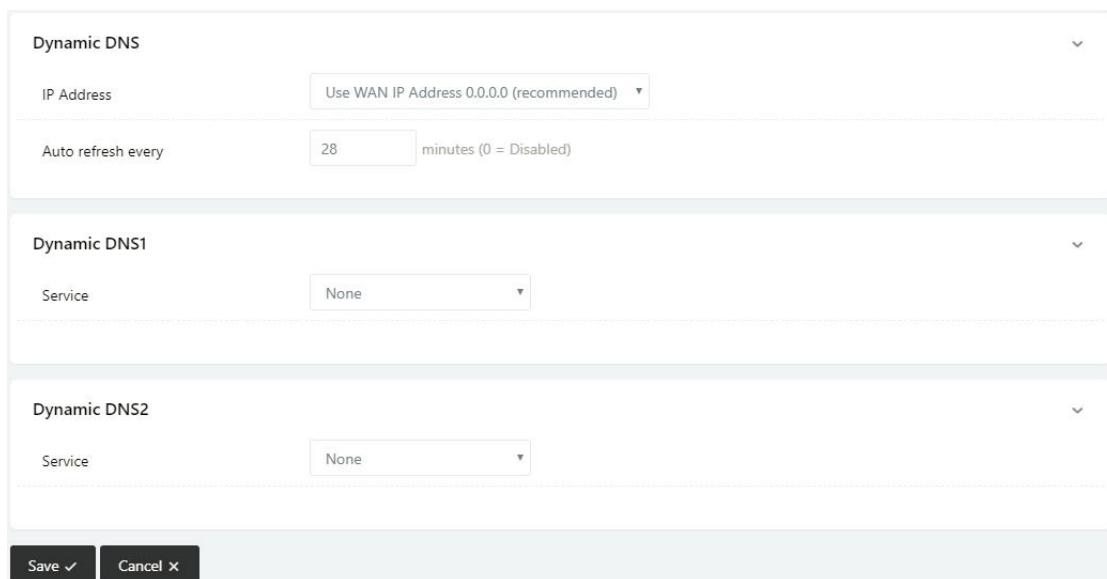 Dynamic DNS
IP Address Use WAN IP Address 0.0.0.0 (recommended)
Auto refresh every 28 minutes (0 = Disabled)
Dynamic DNS1
Service None
Dynamic DNS2
Service None
Save Cancel